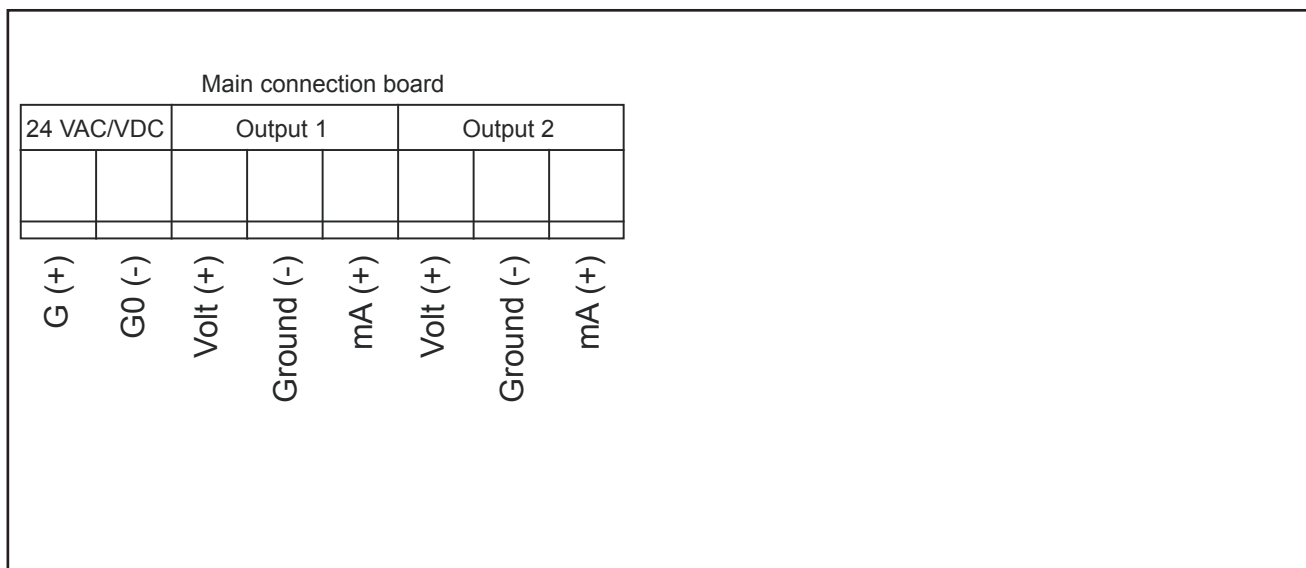 Main connection board
24 VAC/VDC
Output 1
Output 2
G (+)
G0 (-)
Volt (+)
Ground (-)
mA (+)
Volt (+)
Ground (-)
mA (+)